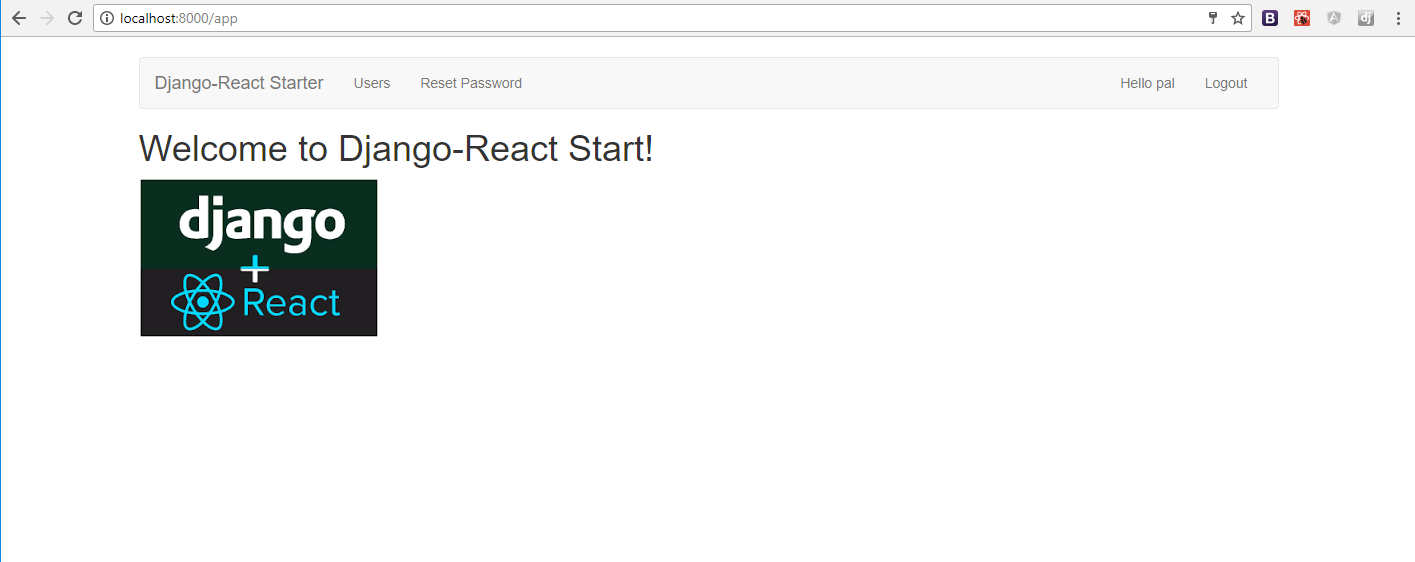 localhost:8000/app
Django-React Starter Users Reset Password Hello pal Logout
Welcome to Django-React Start!
django
+
React